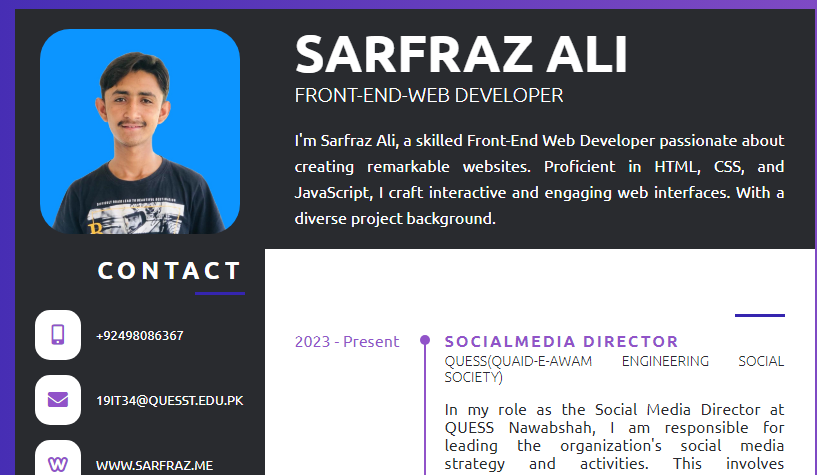 SARFRAZ ALI
FRONT-END-WEB DEVELOPER
I'm Sarfraz Ali, a skilled Front-End Web Developer passionate about
creating remarkable websites. Proficient in HTML, CSS, and
JavaScript, I craft interactive and engaging web interfaces. With a
diverse project background.
CONTACT
+92498086367
19IT34@QUESST.EDU.PK
WWW.SARFRAZ.ME
2023 - Present
SOCIALMEDIA DIRECTOR
QUESS(QUAID-E-AWAM ENGINEERING SOCIAL
SOCIETY)
In my role as the Social Media Director at
QUESS Nawabshah, I am responsible for
leading the organization's social media
strategy and activities. This involves